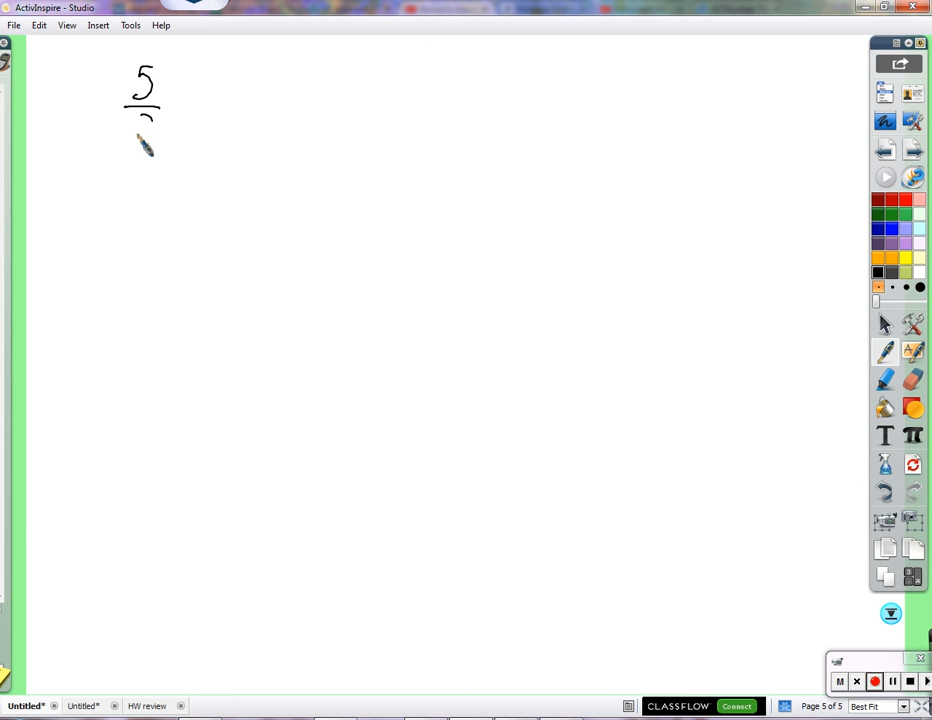 ActivInspire - Studio
File Edit View Insert Tools Help
5
Untitled* Untitled* HW review
CLASSFLOW Connect
Page 5 of 5 Best Fit
M
T